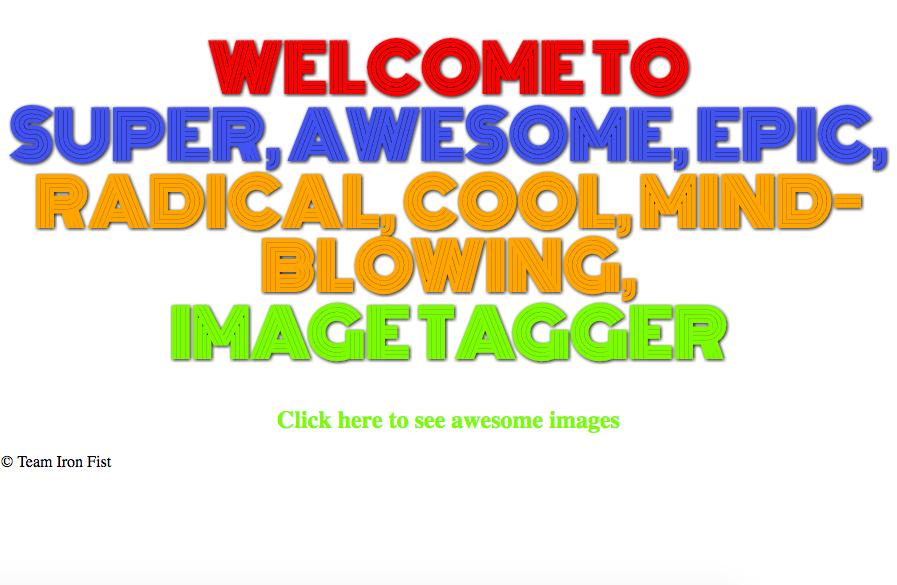 WELCOME TO
SUPER, AWESOME, EPIC,
RADICAL, COOL, MIND-
BLOWING,
IMAGE TAGGER
Click here to see awesome images
© Team Iron Fist